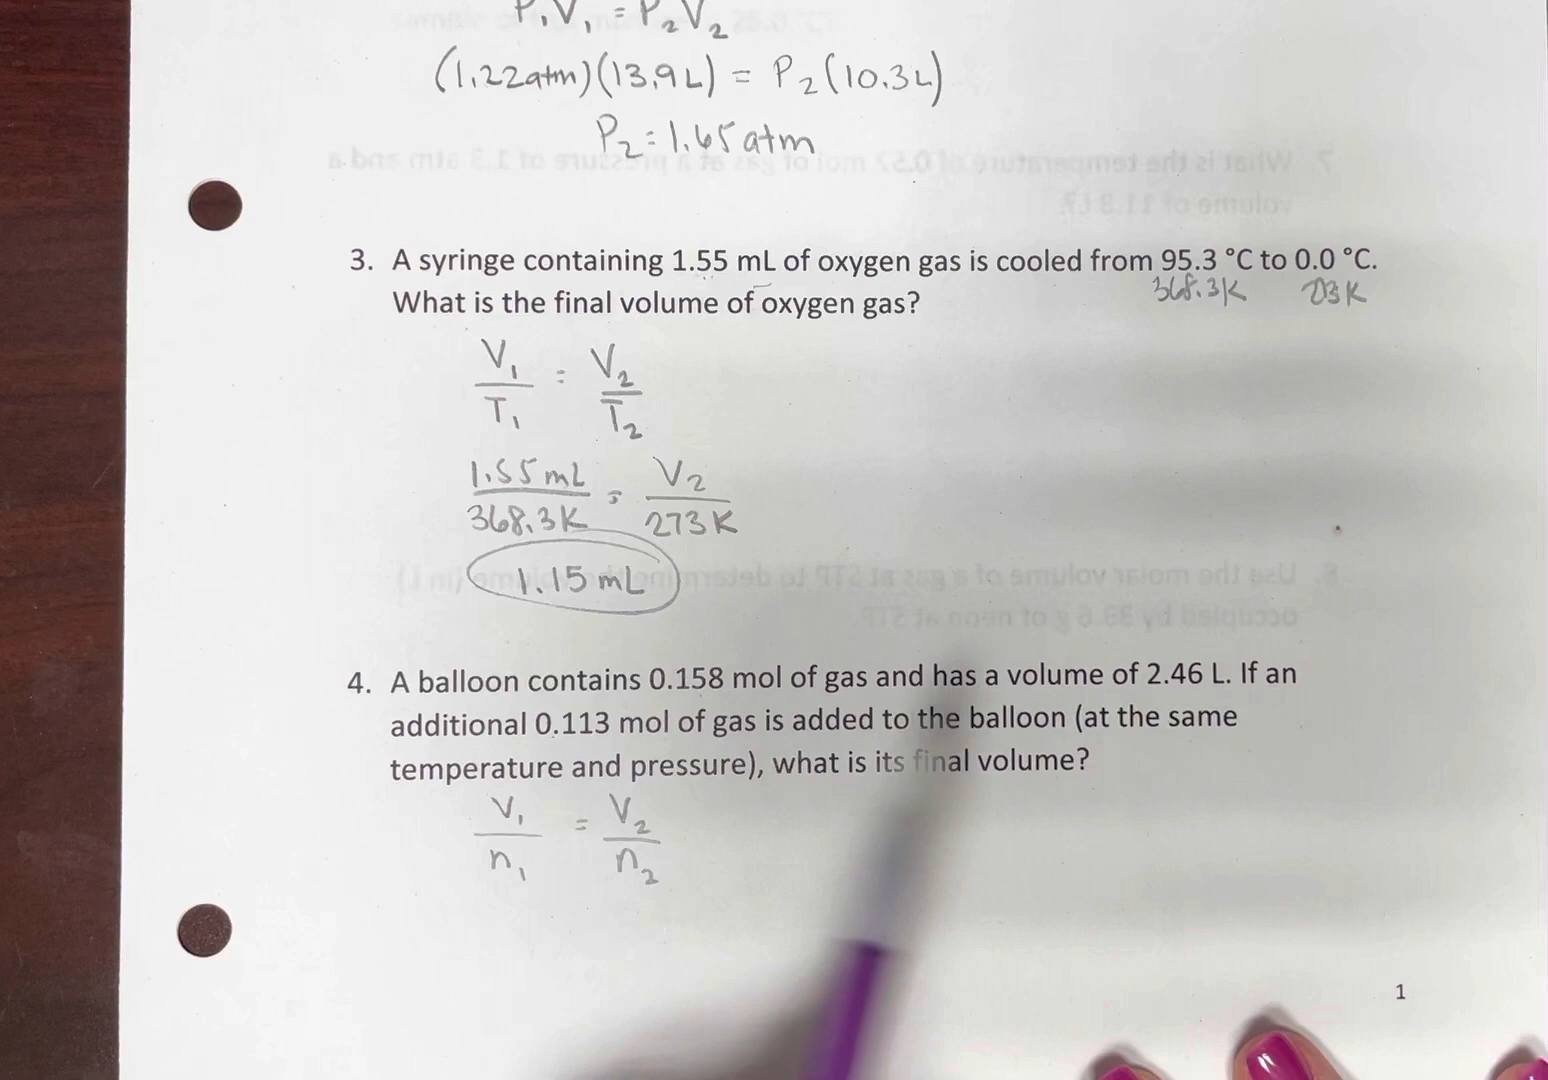 P₁V₁ = P₂V₂
(1.22atm)(13.9L) = P₂(10.3L)
P₂ = 1.65 atm
3. A syringe containing 1.55 mL of oxygen gas is cooled from 95.3 °C to 0.0 °C.
368.3K 273K
What is the final volume of oxygen gas?
V₁/T₁ = V₂/T₂
1.55 mL/368.3K = V₂/273K
1.15 mL
4. A balloon contains 0.158 mol of gas and has a volume of 2.46 L. If an
additional 0.113 mol of gas is added to the balloon (at the same
temperature and pressure), what is its final volume?
V₁/n₁ = V₂/n₂
1